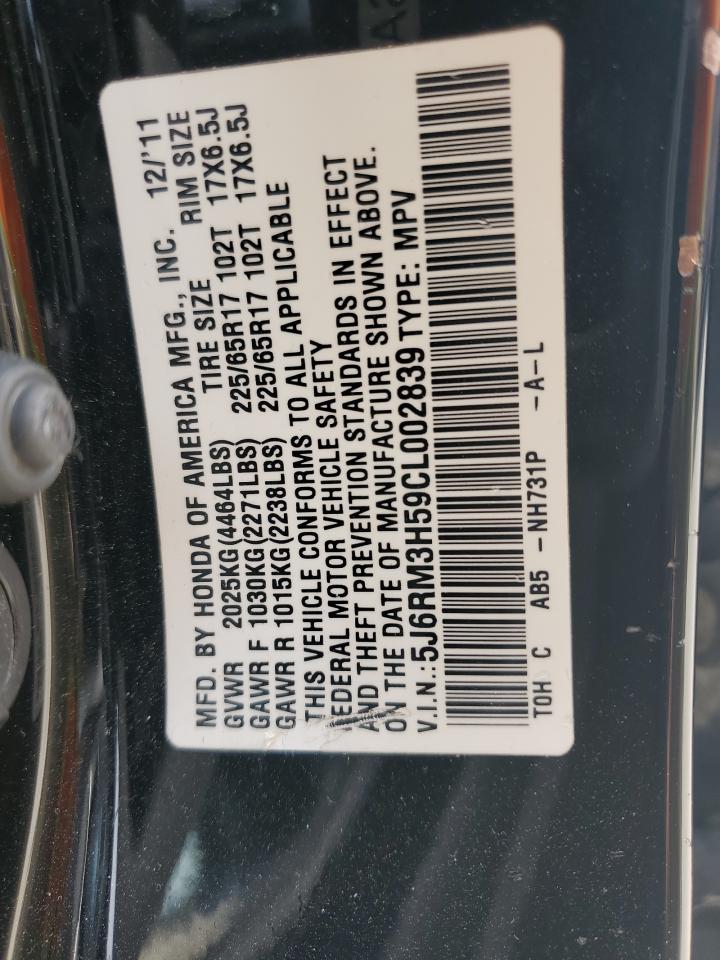 MFD. BY HONDA OF AMERICA MFG., INC. 12/'11
GVWR 2025KG(4464LBS) TIRE SIZE RIM SIZE
GAWR F 1030KG(2271LBS) 225/65R17 102T 17X6.5J
GAWR R 1015KG(2238LBS) 225/65R17 102T 17X6.5J
THIS VEHICLE CONFORMS TO ALL APPLICABLE
FEDERAL MOTOR VEHICLE SAFETY
AND THEFT PREVENTION STANDARDS IN EFFECT
ON THE DATE OF MANUFACTURE SHOWN ABOVE.
V.I.N.:5J6RM3H59CL002839 TYPE: MPV
TOH C AB5 -NH731P -A-L